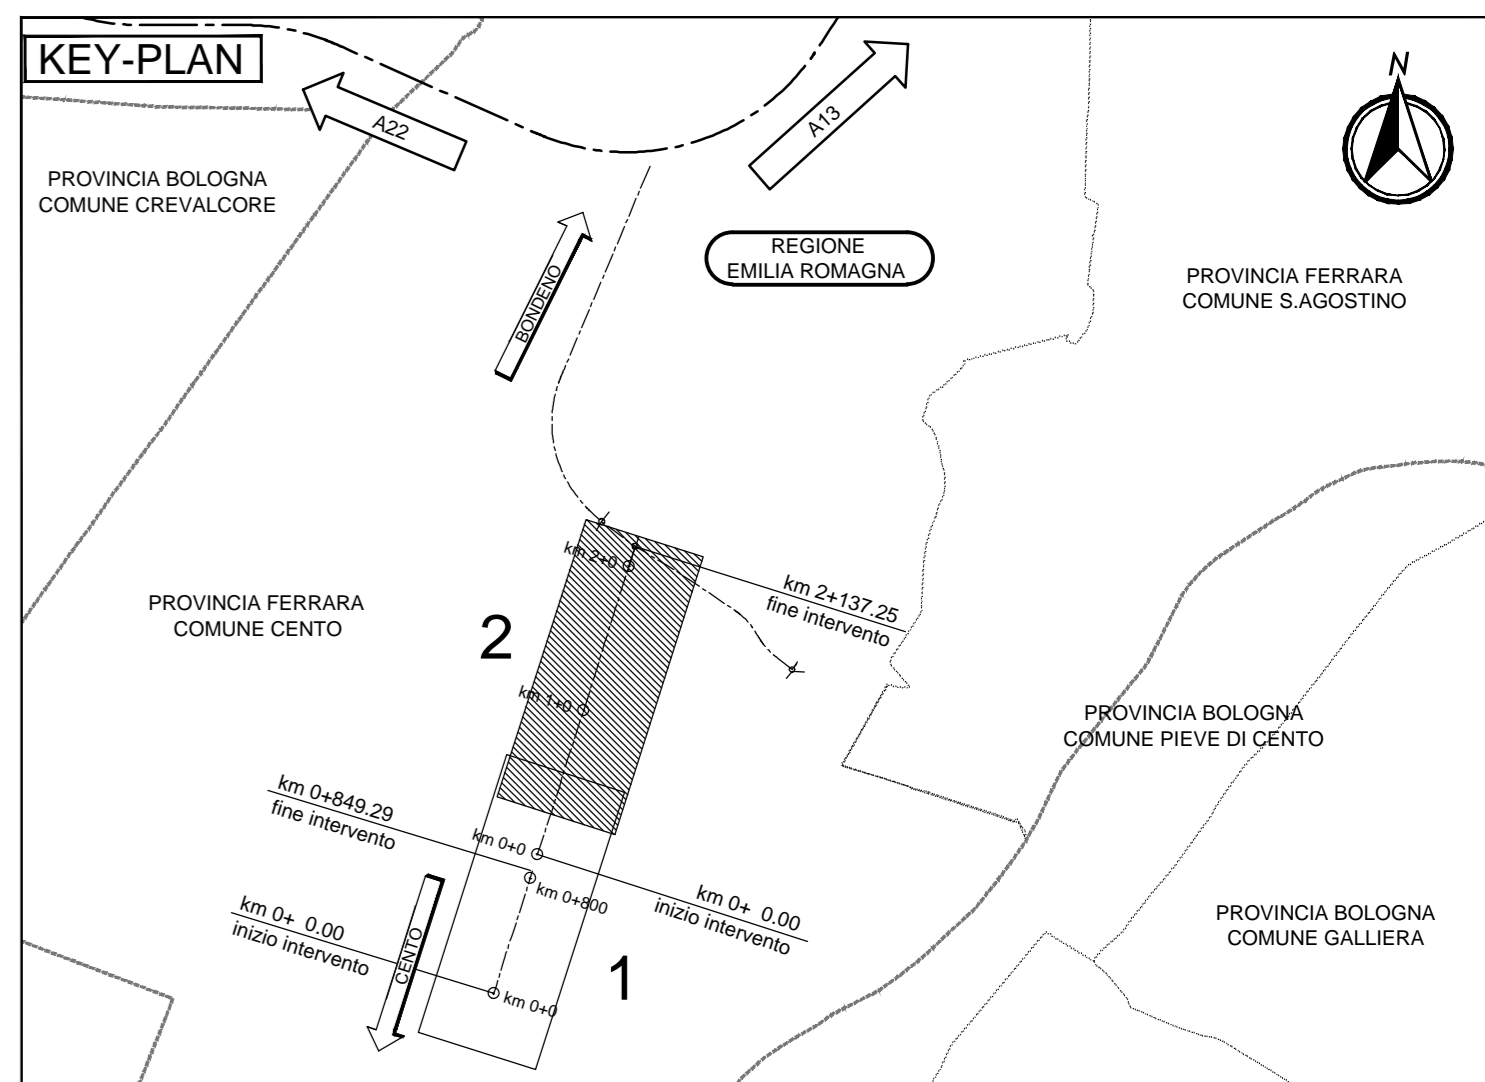 KEY-PLAN
N
A22
A13
PROVINCIA BOLOGNA
COMUNE CREVALCORE
REGIONE
EMILIA ROMAGNA
PROVINCIA FERRARA
COMUNE S.AGOSTINO
BONDENO
km 2+0
km 2+137.25
fine intervento
PROVINCIA FERRARA
COMUNE CENTO
2
km 1+0
PROVINCIA BOLOGNA
COMUNE PIEVE DI CENTO
km 0+849.29
fine intervento
km 0+0
km 0+800
km 0+ 0.00
inizio intervento
km 0+ 0.00
inizio intervento
CENTO
1
km 0+0
PROVINCIA BOLOGNA
COMUNE GALLIERA